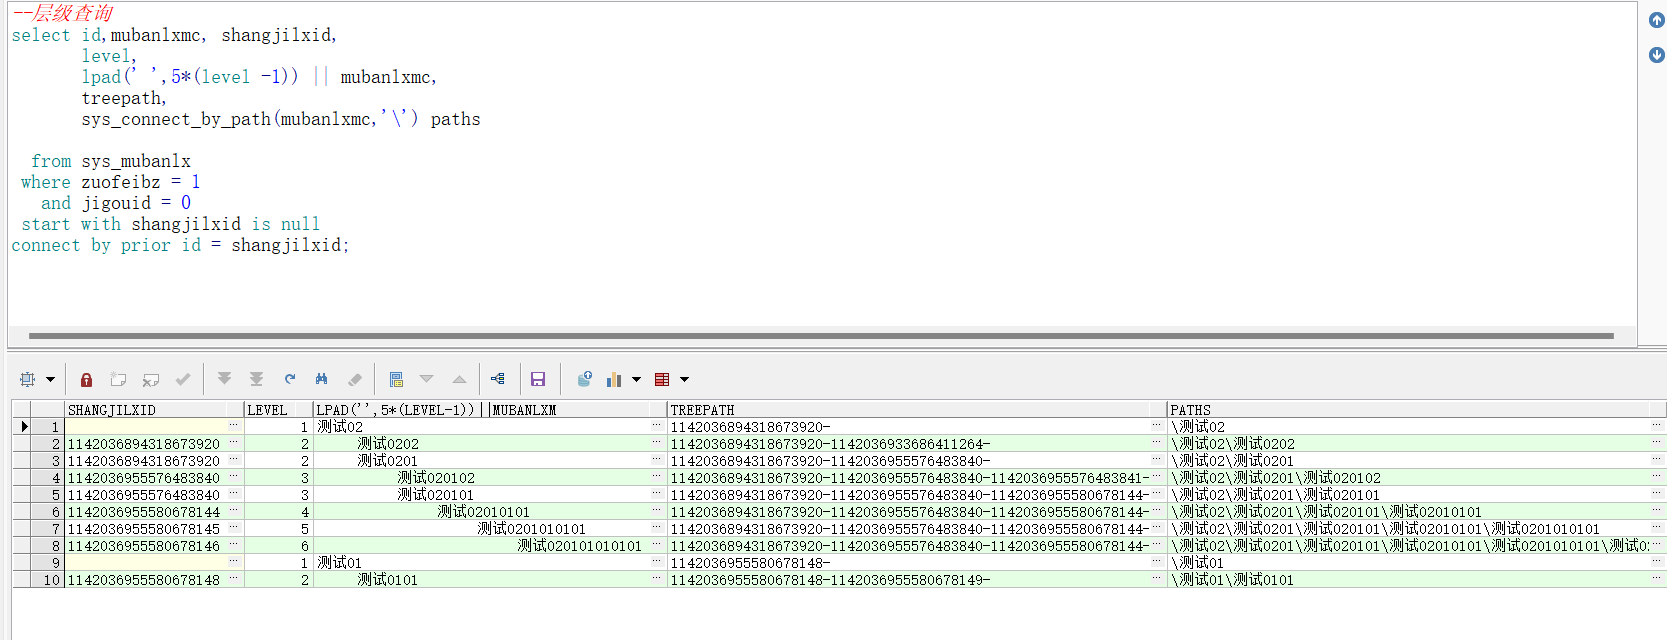 --层级查询
select id,mubanlxmc, shangjilxid,
level,
lpad(' ',5*(level -1)) || mubanlxmc,
treepath,
sys_connect_by_path(mubanlxmc,'\') paths
from sys_mubanlx
where zuofeibz = 1
and jigouid = 0
start with shangjilxid is null
connect by prior id = shangjilxid;
SHANGJILXID LEVEL LPAD('',5*(LEVEL-1))||MUBANLXM TREEPATH PATHS
1 1 测试02 1142036894318673920- \测试02
2 1142036894318673920 2 测试0202 1142036894318673920-1142036933686411264- \测试02\测试0202
3 1142036894318673920 2 测试0201 1142036894318673920-1142036955576483840- \测试02\测试0201
4 1142036955576483840 3 测试020102 1142036894318673920-1142036955576483840-1142036955576483841- \测试02\测试0201\测试020102
5 1142036955576483840 3 测试020101 1142036894318673920-1142036955576483840-1142036955580678144- \测试02\测试0201\测试020101
6 1142036955580678144 4 测试02010101 1142036894318673920-1142036955576483840-1142036955580678144- \测试02\测试0201\测试020101\测试02010101
7 1142036955580678145 5 测试0201010101 1142036894318673920-1142036955576483840-1142036955580678144- \测试02\测试0201\测试020101\测试02010101\测试0201010101
8 1142036955580678146 6 测试020101010101 1142036894318673920-1142036955576483840-1142036955580678144- \测试02\测试0201\测试020101\测试02010101\测试0201010101\测试0
9 1 测试01 1142036955580678148- \测试01
10 1142036955580678148 2 测试0101 1142036955580678148-1142036955580678149- \测试01\测试0101